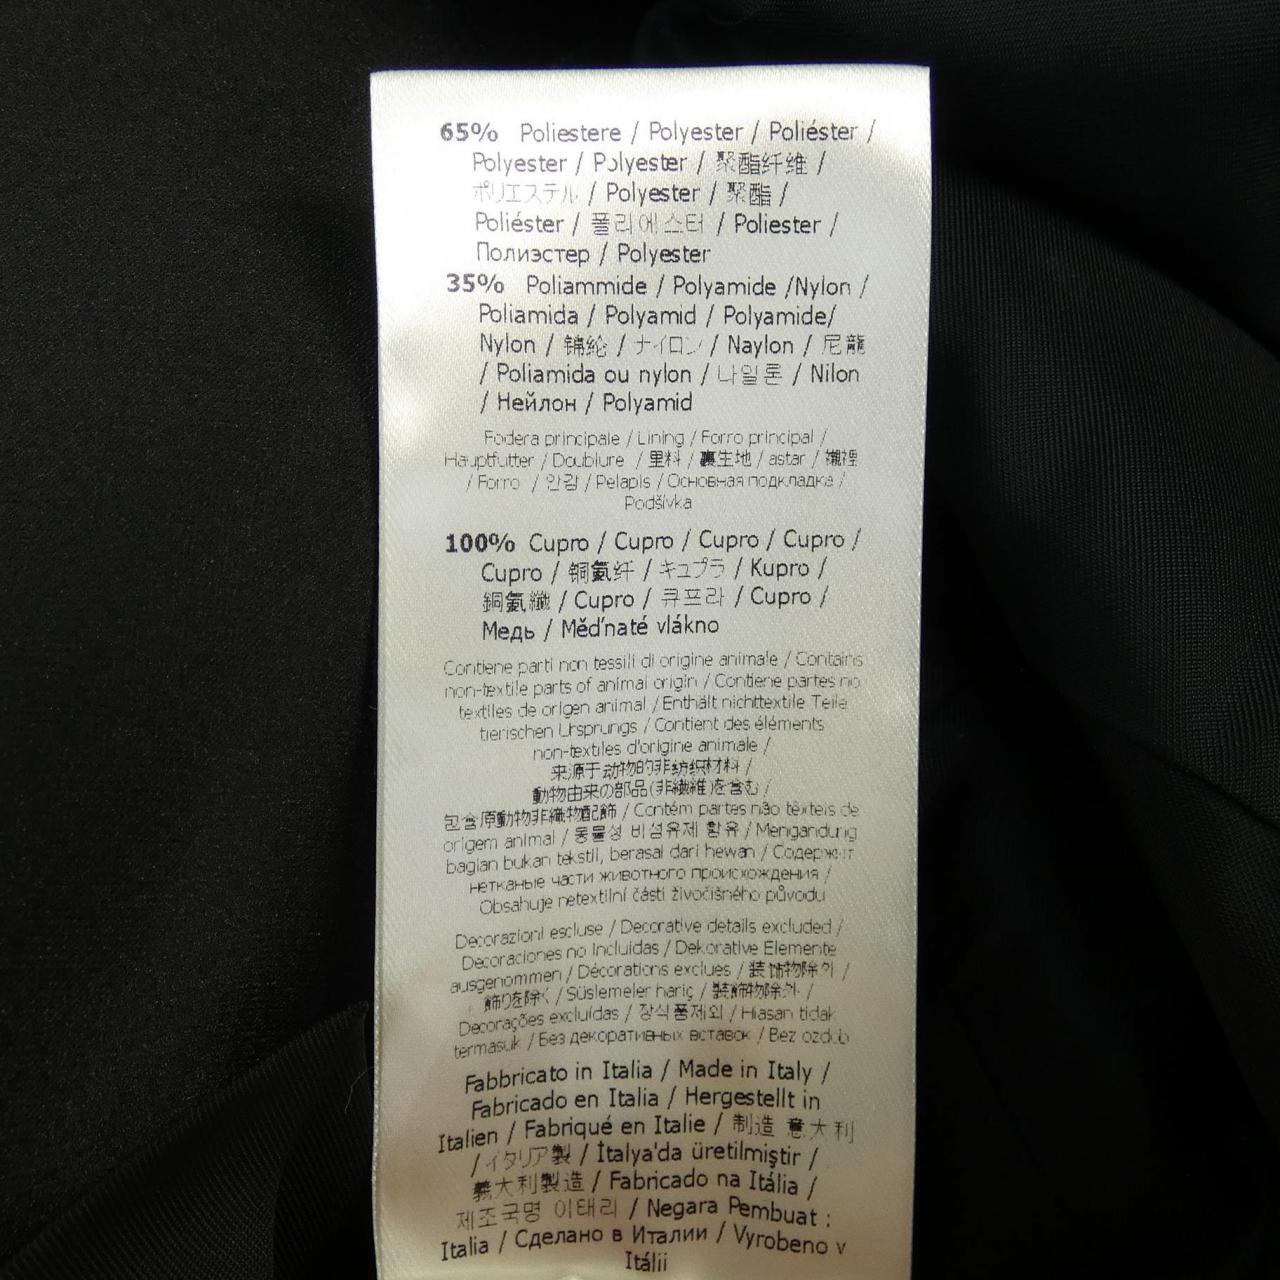 65% Poliestere / Polyester / Poliéster /
Polyester / Polyester / 聚酯纤维 /
ポリエステル / Polyester / 聚酯 /
Poliéster / 폴리에스터 / Poliester /
Полиэстер / Polyester
35% Poliammide / Polyamide /Nylon /
Poliamida / Polyamid / Polyamide/
Nylon / 锦纶 / ナイロン / Naylon / 尼龍
/ Poliamida ou nylon / 나일론 / Nilon
/ Нейлон / Polyamid
Fodera principale / Lining / Forro principal /
Hauptfutter / Doublure / 里料 / 裏生地 / astar / 襯裡
/ Forro / 안감 / Pelapis / Основная подкладка /
Podšívka
100% Cupro / Cupro / Cupro / Cupro /
Cupro / 铜氨纤 / キュプラ / Kupro /
銅氨纖 / Cupro / 큐프라 / Cupro /
Медь / Měďnaté vlákno
Contiene parti non tessili di origine animale / Contains
non-textile parts of animal origin / Contiene partes no
textiles de origen animal / Enthält nichttextile Teile
tierischen Ursprungs / Contient des éléments
non-textiles d'origine animale /
来源于动物的非纺织材料 /
動物由来の部品(非繊維)を含む /
包含原動物非織物配飾 / Contém partes não têxteis de
origem animal / 동물성 비섬유제 함유 / Mengandung
bagian bukan tekstil, berasal dari hewan / Содержит
нетканые части животного происхождения /
Obsahuje netextilní části živočišného původu
Decorazioni escluse / Decorative details excluded /
Decoraciones no Incluidas / Dekorative Elemente
ausgenommen / Décorations exclues / 装饰物除外 /
飾りを除く / Süslemeler hariç / 裝飾物除外 /
Decorações excluídas / 장식품제외 / Hiasan tidak
termasuk / Без декоративных вставок / Bez ozdob
Fabbricato in Italia / Made in Italy /
Fabricado en Italia / Hergestellt in
Italien / Fabriqué en Italie / 制造 意大利
/ イタリア製 / İtalya'da üretilmiştir /
義大利製造 / Fabricado na Itália /
제조국명 이태리 / Negara Pembuat :
Italia / Сделано в Италии / Vyrobeno v
Itálii